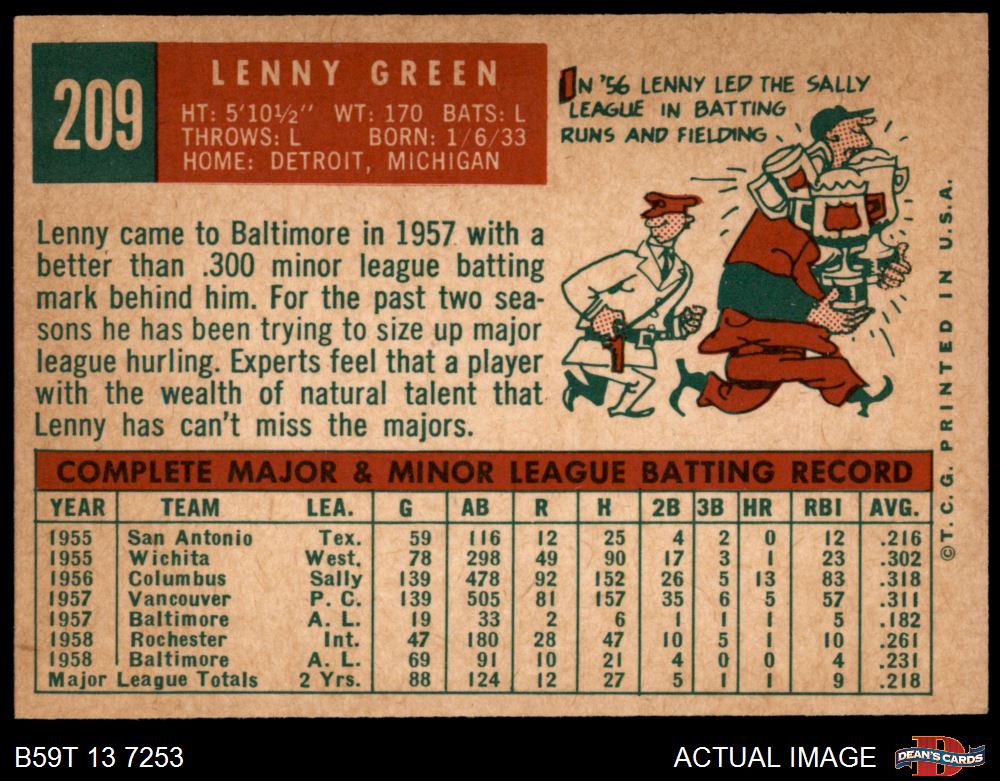 209
LENNY GREEN
HT: 5'10½" WT: 170 BATS: L
THROWS: L BORN: 1/6/33
HOME: DETROIT, MICHIGAN
IN '56 LENNY LED THE SALLY
LEAGUE IN BATTING
RUNS AND FIELDING.
Lenny came to Baltimore in 1957 with a
better than .300 minor league batting
mark behind him. For the past two sea-
sons he has been trying to size up major
league hurling. Experts feel that a player
with the wealth of natural talent that
Lenny has can't miss the majors.
COMPLETE MAJOR & MINOR LEAGUE BATTING RECORD
YEAR TEAM LEA. G AB R H 2B 3B HR RBI AVG.
1955 San Antonio Tex. 59 116 12 25 4 2 0 12 .216
1955 Wichita West. 78 298 49 90 17 3 1 23 .302
1956 Columbus Sally 139 478 92 152 26 5 13 83 .318
1957 Vancouver P. C. 139 505 81 157 35 6 5 57 .311
1957 Baltimore A. L. 19 33 2 6 1 1 1 5 .182
1958 Rochester Int. 47 180 28 47 10 5 1 10 .261
1958 Baltimore A. L. 69 91 10 21 4 0 0 4 .231
Major League Totals 2 Yrs. 88 124 12 27 5 1 1 9 .218
©T. C. G. PRINTED IN U.S.A.
B59T 13 7253
ACTUAL IMAGE
D
DEAN'S CARDS